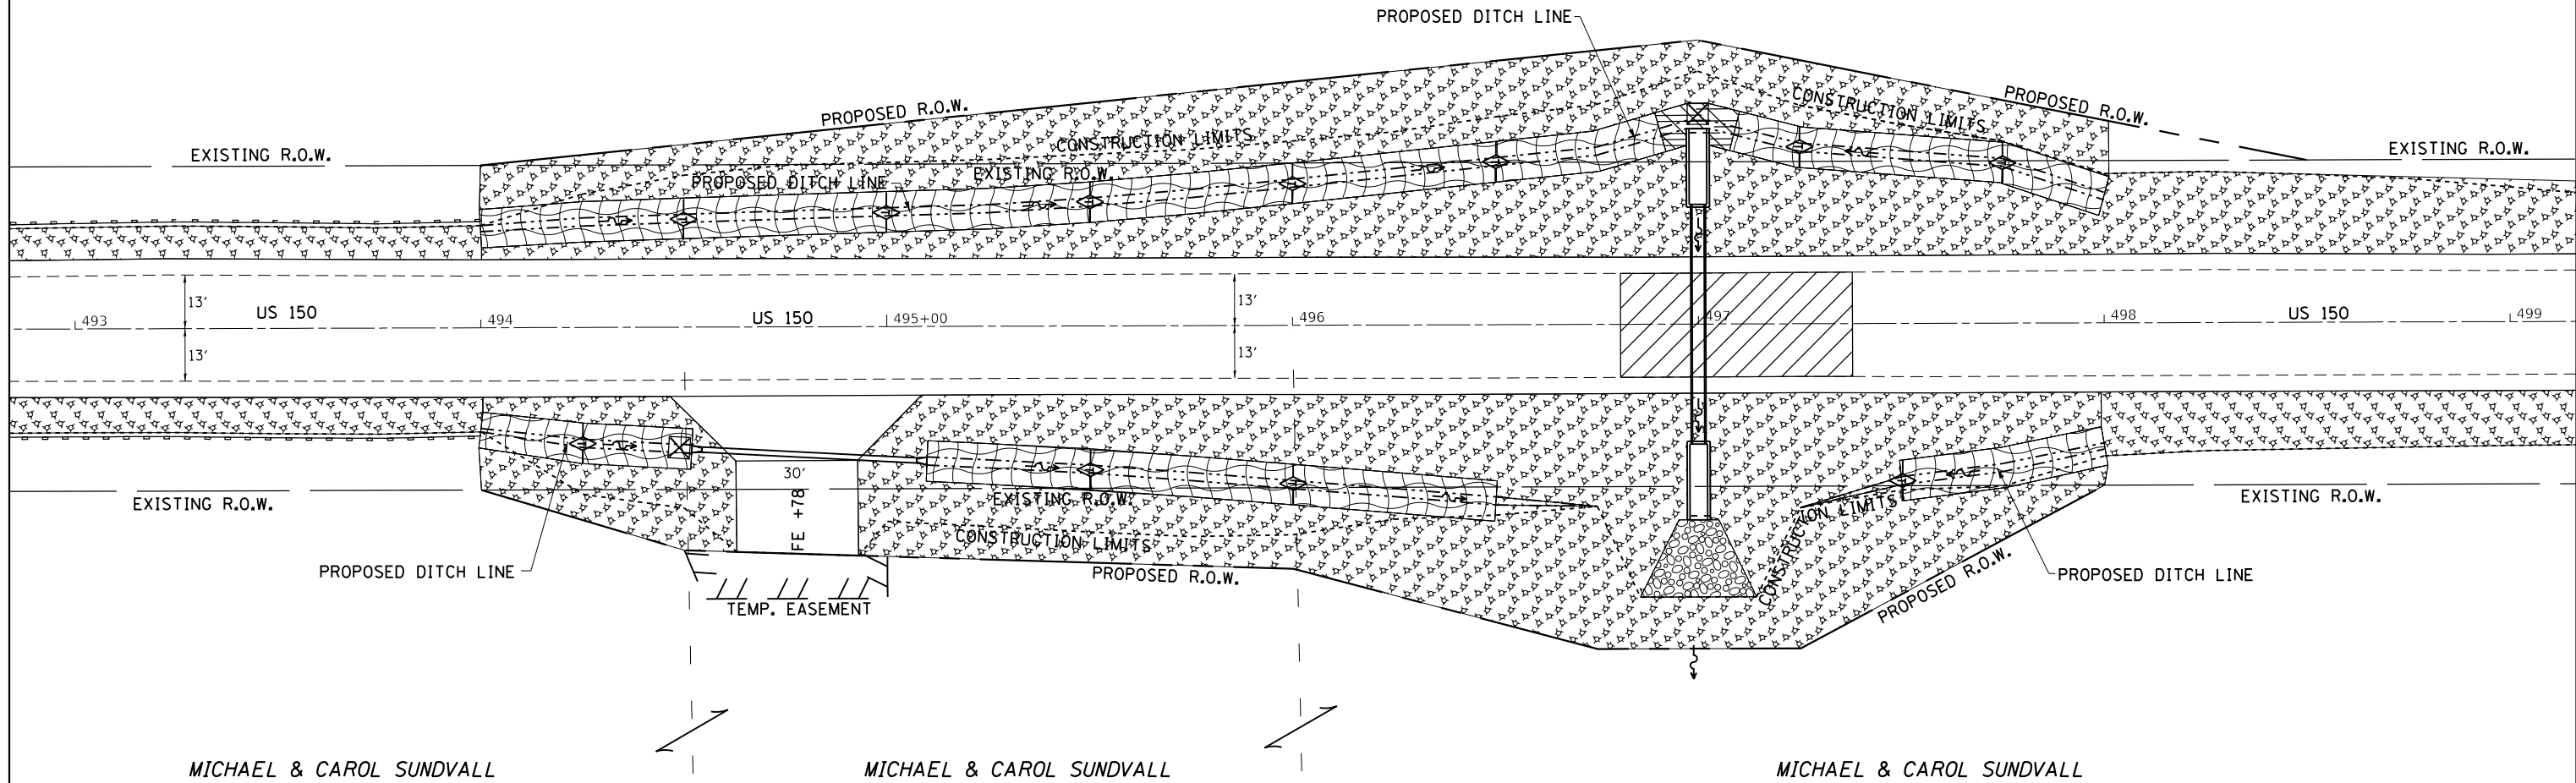 PROPOSED DITCH LINE
PROPOSED R.O.W.
PROPOSED R.O.W.
CONSTRUCTION LIMITS
CONSTRUCTION LIMITS
EXISTING R.O.W.
EXISTING R.O.W.
EXISTING R.O.W.
PROPOSED DITCH LINE
13'
13'
US 150
US 150
US 150
493
494
495+00
496
497
498
499
13'
13'
30'
FE +78
EXISTING R.O.W.
EXISTING R.O.W.
EXISTING R.O.W.
CONSTRUCTION LIMITS
CONSTRUCTION LIMITS
PROPOSED DITCH LINE
PROPOSED R.O.W.
PROPOSED R.O.W.
PROPOSED DITCH LINE
TEMP. EASEMENT
MICHAEL & CAROL SUNDVALL
MICHAEL & CAROL SUNDVALL
MICHAEL & CAROL SUNDVALL